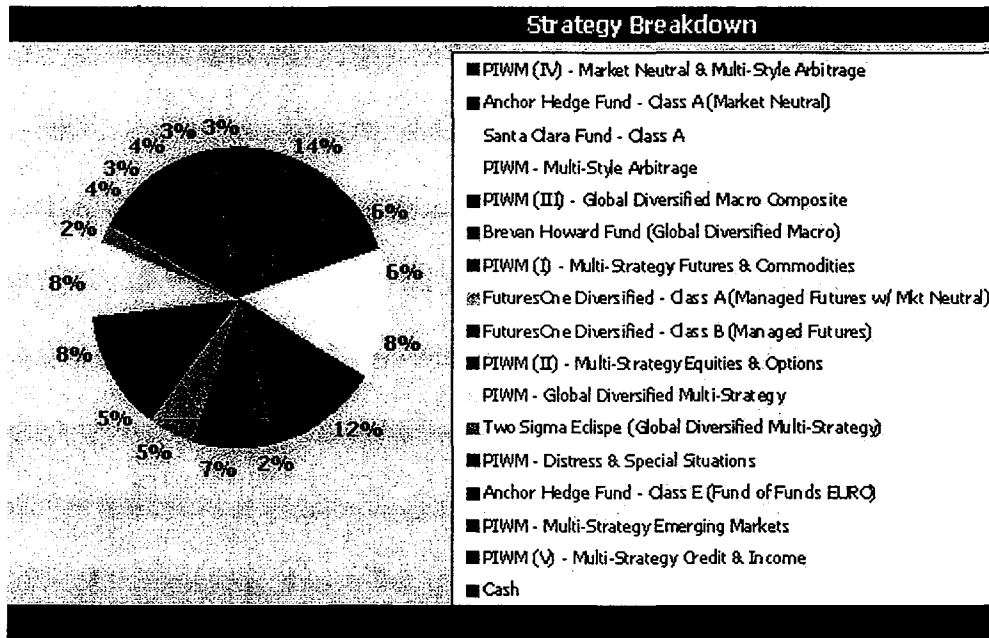 Strategy Breakdown
3% 3%
4% 14%
3%
4% 6%
2%
8% 6%
8% 8%
5% 12%
5% 7% 2%
PIWM (IV) - Market Neutral & Multi-Style Arbitrage
Anchor Hedge Fund - Class A (Market Neutral)
Santa Clara Fund - Class A
PIWM - Multi-Style Arbitrage
PIWM (III) - Global Diversified Macro Composite
Brevan Howard Fund (Global Diversified Macro)
PIWM (I) - Multi-Strategy Futures & Commodities
FuturesOne Diversified - Class A (Managed Futures w/ Mkt Neutral)
FuturesOne Diversified - Class B (Managed Futures)
PIWM (II) - Multi-Strategy Equities & Options
PIWM - Global Diversified Multi-Strategy
Two Sigma Eclispe (Global Diversified Multi-Strategy)
PIWM - Distress & Special Situations
Anchor Hedge Fund - Class E (Fund of Funds EURO)
PIWM - Multi-Strategy Emerging Markets
PIWM (V) - Multi-Strategy Credit & Income
Cash